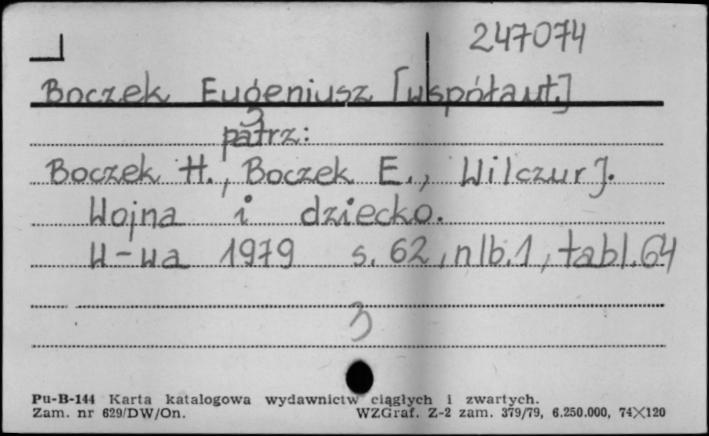 247074
Boczek Eugeniusz [współaut.]
patrz:
Boczek H., Boczek E., Wilczur J.
Wojna i dziecko.
W-wa 1979 s. 62, nlb.1, tabl.64
3
Pu-B-144 Karta katalogowa wydawnictw ciągłych i zwartych.
Zam. nr 629/DW/On. WZGraf. Z-2 zam. 379/79, 6.250.000, 74×120